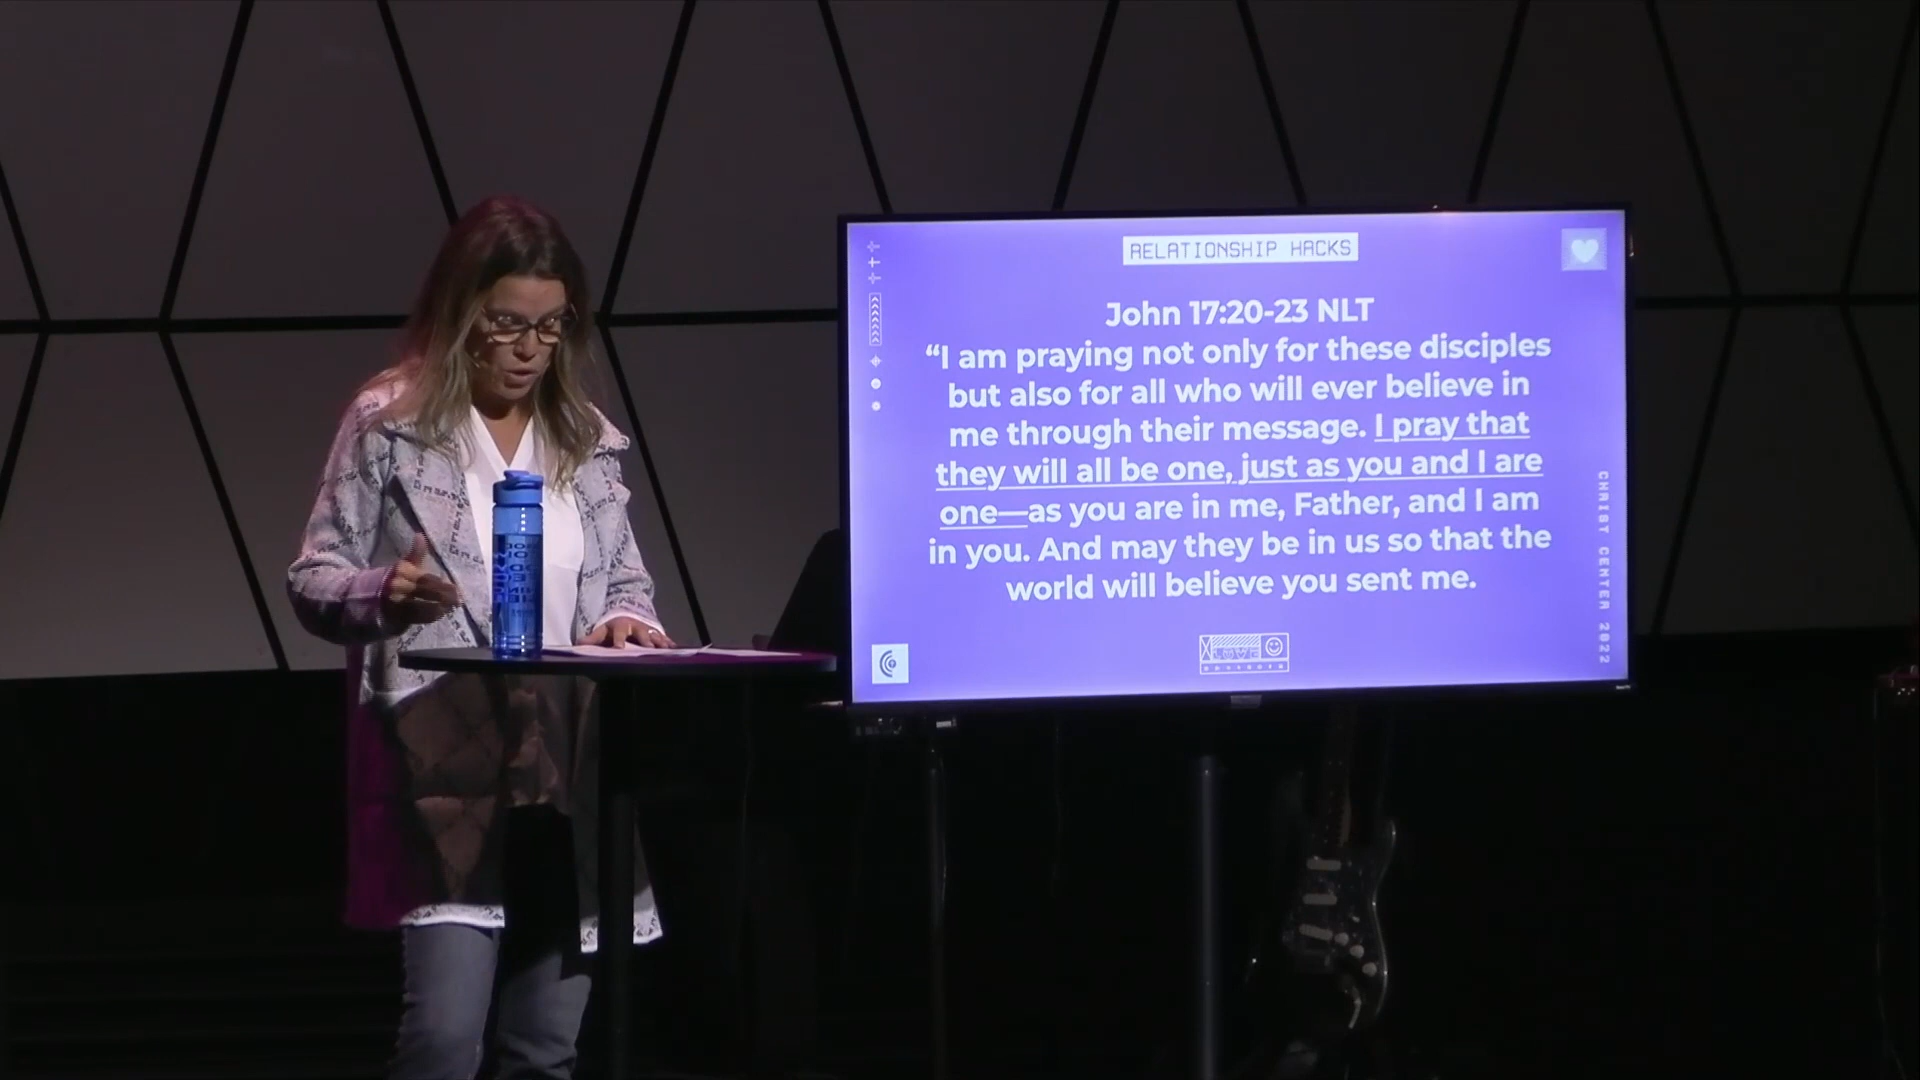 RELATIONSHIP HACKS
John 17:20-23 NLT
“I am praying not only for these disciples
but also for all who will ever believe in
me through their message. I pray that
they will all be one, just as you and I are
one—as you are in me, Father, and I am
in you. And may they be in us so that the
world will believe you sent me.
CHRIST CENTER 2022